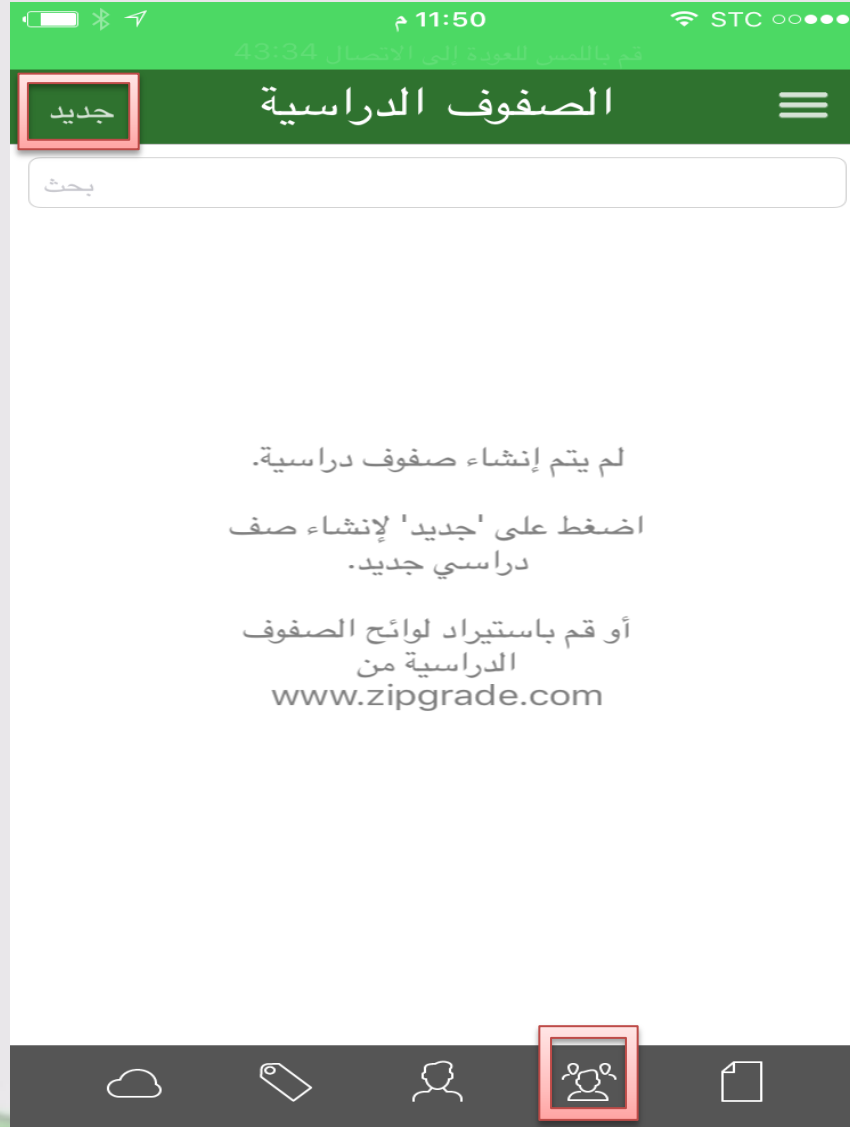 11:50 م
STC
قم باللمس للعودة إلى الاتصال 43:34
الصفوف الدراسية
جديد
بحث
لم يتم إنشاء صفوف دراسية.
اضغط على 'جديد' لإنشاء صف
دراسي جديد.
أو قم باستيراد لوائح الصفوف
الدراسية من
www.zipgrade.com